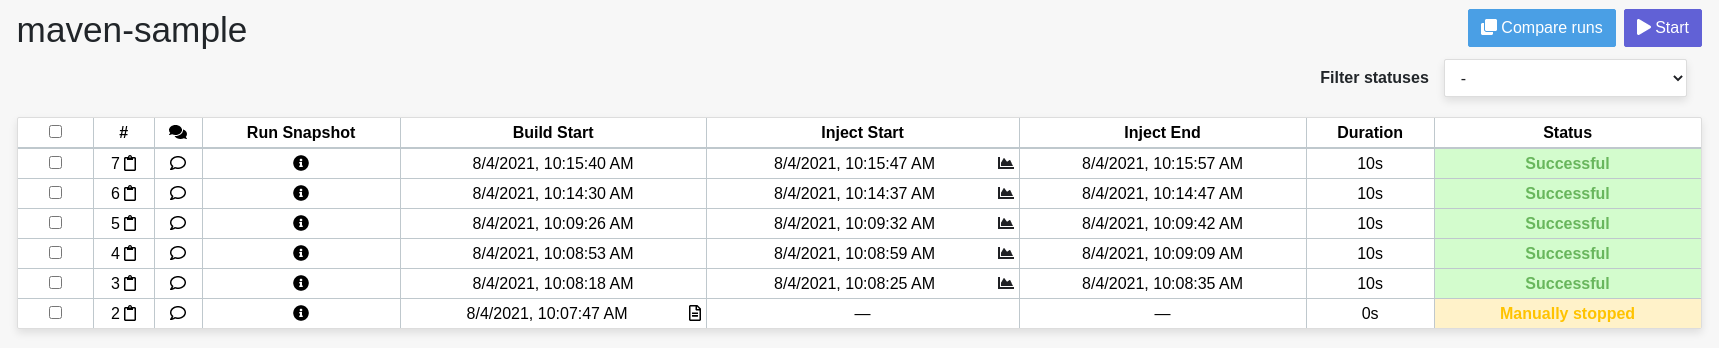 maven-sample
Compare runs Start
Filter statuses -
# Run Snapshot Build Start Inject Start Inject End Duration Status
7 8/4/2021, 10:15:40 AM 8/4/2021, 10:15:47 AM 8/4/2021, 10:15:57 AM 10s Successful
6 8/4/2021, 10:14:30 AM 8/4/2021, 10:14:37 AM 8/4/2021, 10:14:47 AM 10s Successful
5 8/4/2021, 10:09:26 AM 8/4/2021, 10:09:32 AM 8/4/2021, 10:09:42 AM 10s Successful
4 8/4/2021, 10:08:53 AM 8/4/2021, 10:08:59 AM 8/4/2021, 10:09:09 AM 10s Successful
3 8/4/2021, 10:08:18 AM 8/4/2021, 10:08:25 AM 8/4/2021, 10:08:35 AM 10s Successful
2 8/4/2021, 10:07:47 AM — — 0s Manually stopped